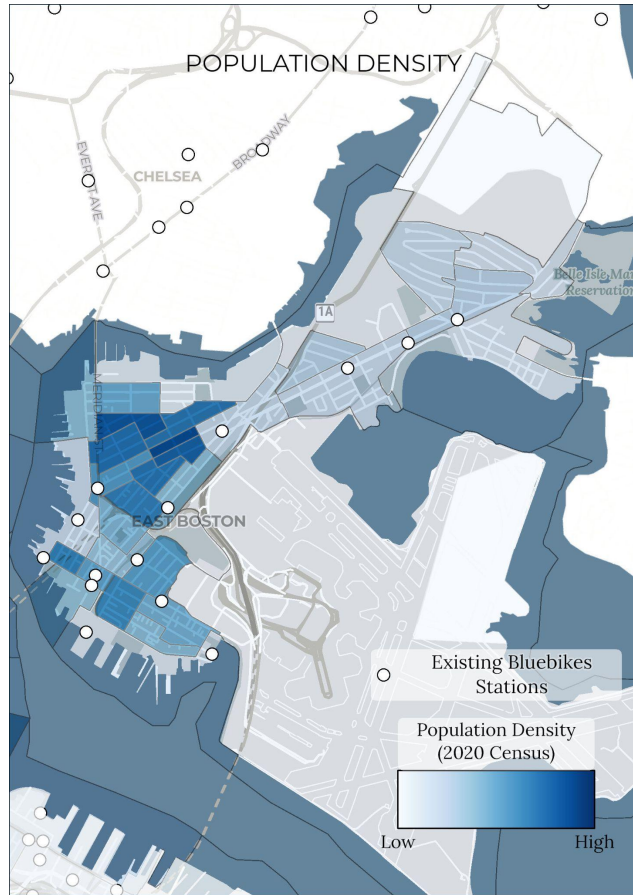 POPULATION DENSITY
EVERETT AVE
BROADWAY
CHELSEA
Belle Isle Mar
Reservation
1A
MERIDIAN ST
EAST BOSTON
Existing Bluebikes
Stations
Population Density
(2020 Census)
Low
High